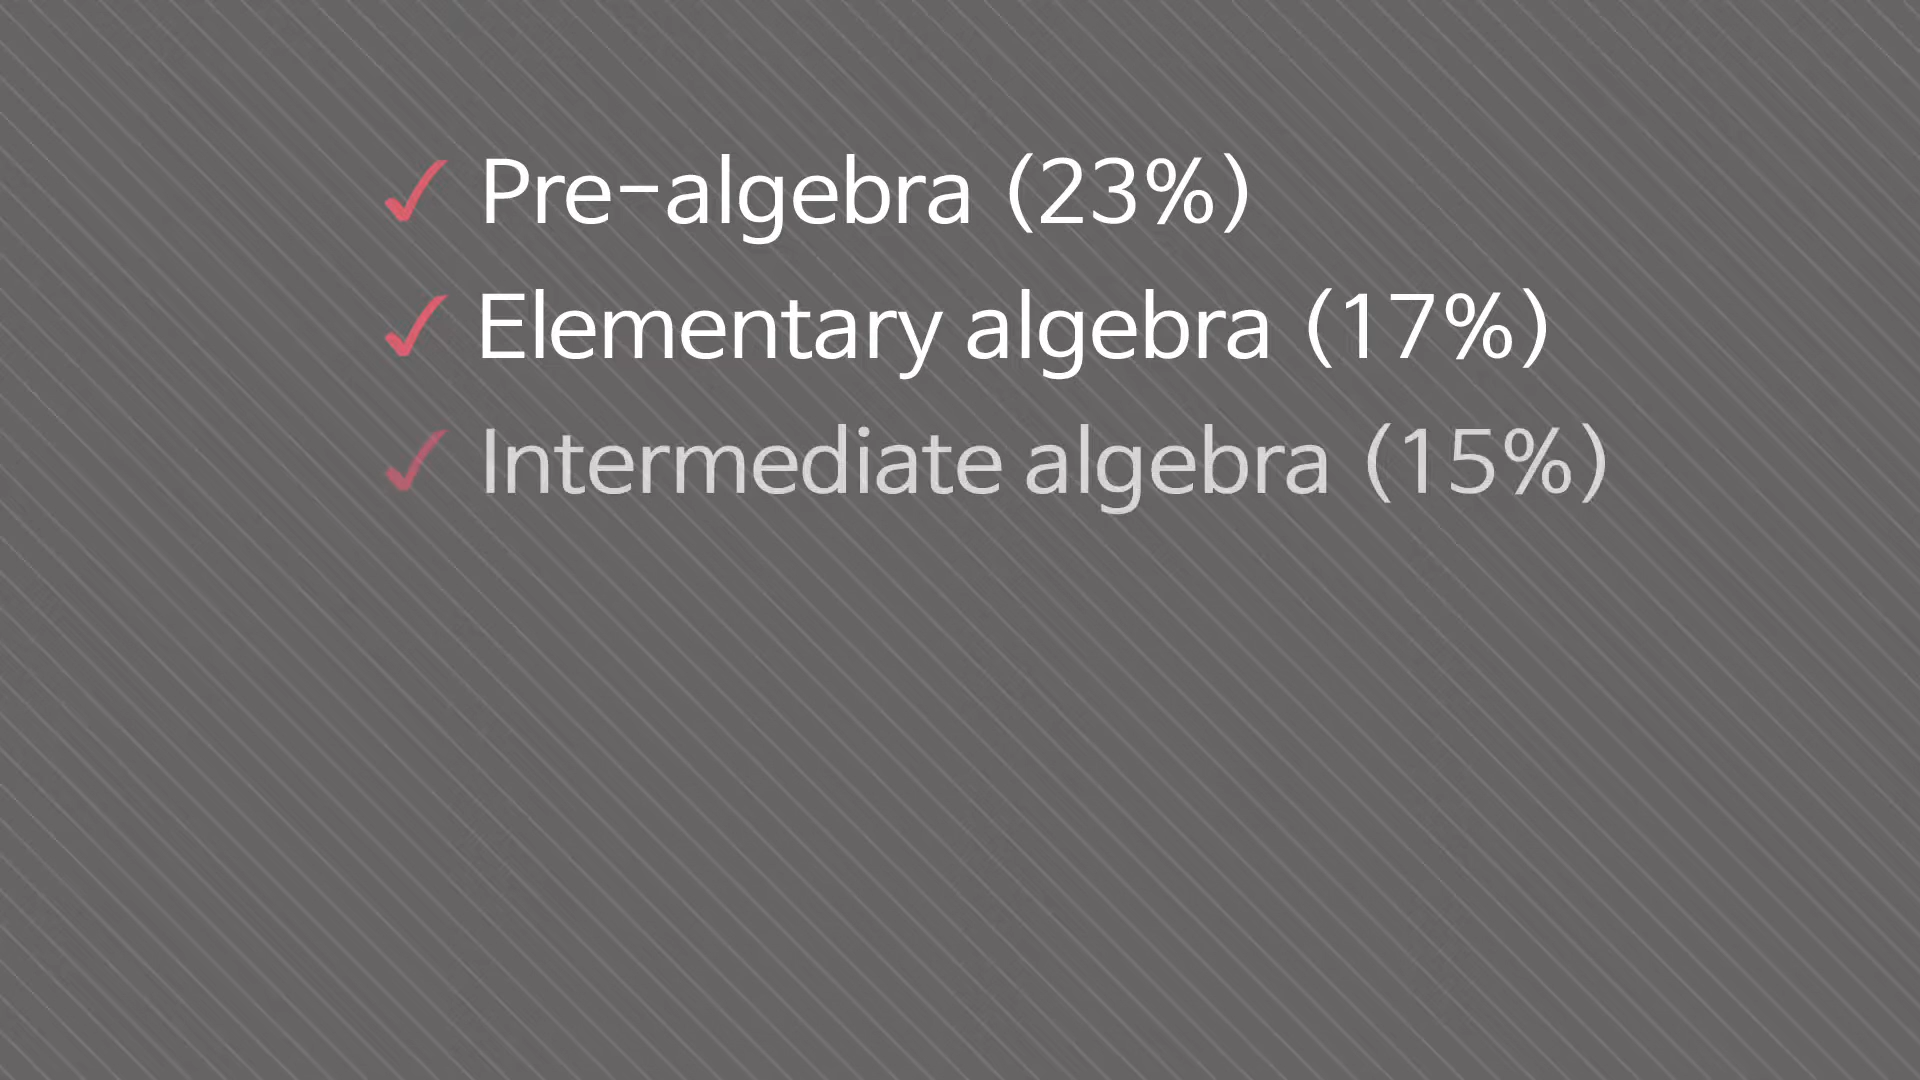 ✓ Pre-algebra (23%)
✓ Elementary algebra (17%)
✓ Intermediate algebra (15%)